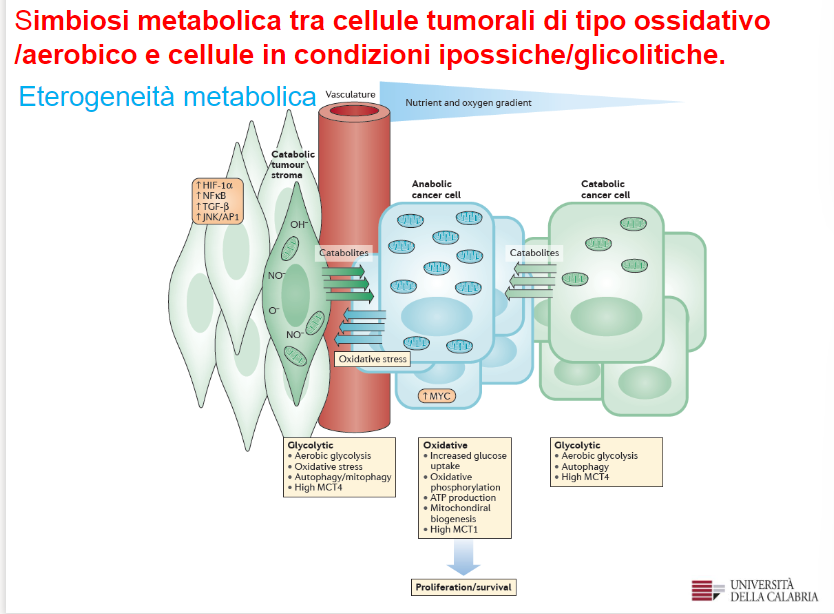 Simbiosi metabolica tra cellule tumorali di tipo ossidativo
/aerobico e cellule in condizioni ipossiche/glicolitiche.
Eterogeneità metabolica
Vasculature
Nutrient and oxygen gradient
Catabolic
tumour
stroma
↑HIF-1α
↑NFκB
↑TGF-β
↑JNK/AP1
Anabolic
cancer cell
Catabolic
cancer cell
OH⁻
NO⁻
O⁻
NO⁻
Catabolites
Catabolites
Oxidative stress
↑MYC
Glycolytic
• Aerobic glycolysis
• Oxidative stress
• Autophagy/mitophagy
• High MCT4
Oxidative
• Increased glucose
uptake
• Oxidative
phosphorylation
• ATP production
• Mitochondiral
biogenesis
• High MCT1
Glycolytic
• Aerobic glycolysis
• Autophagy
• High MCT4
Proliferation/survival
UNIVERSITÀ
DELLA CALABRIA